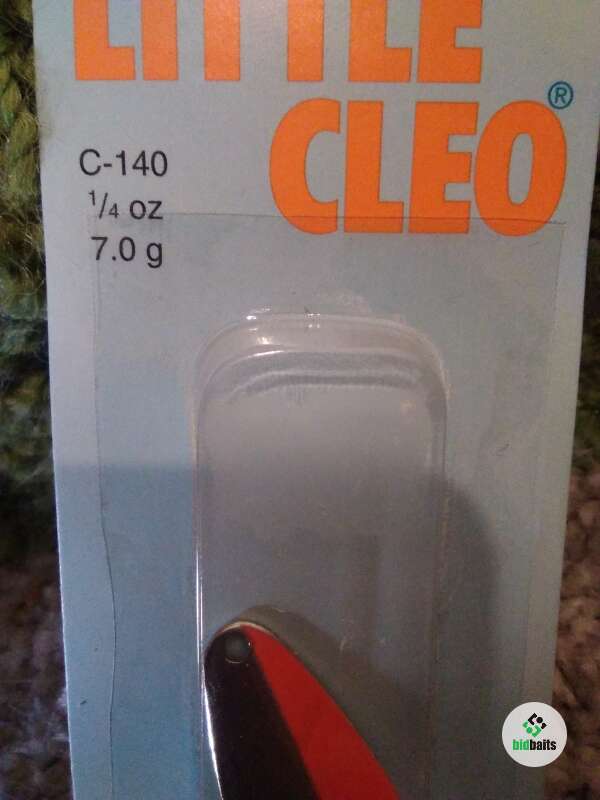 LITTLE
CLEO®
C-140
1/4 oz
7.0 g
bidbaits